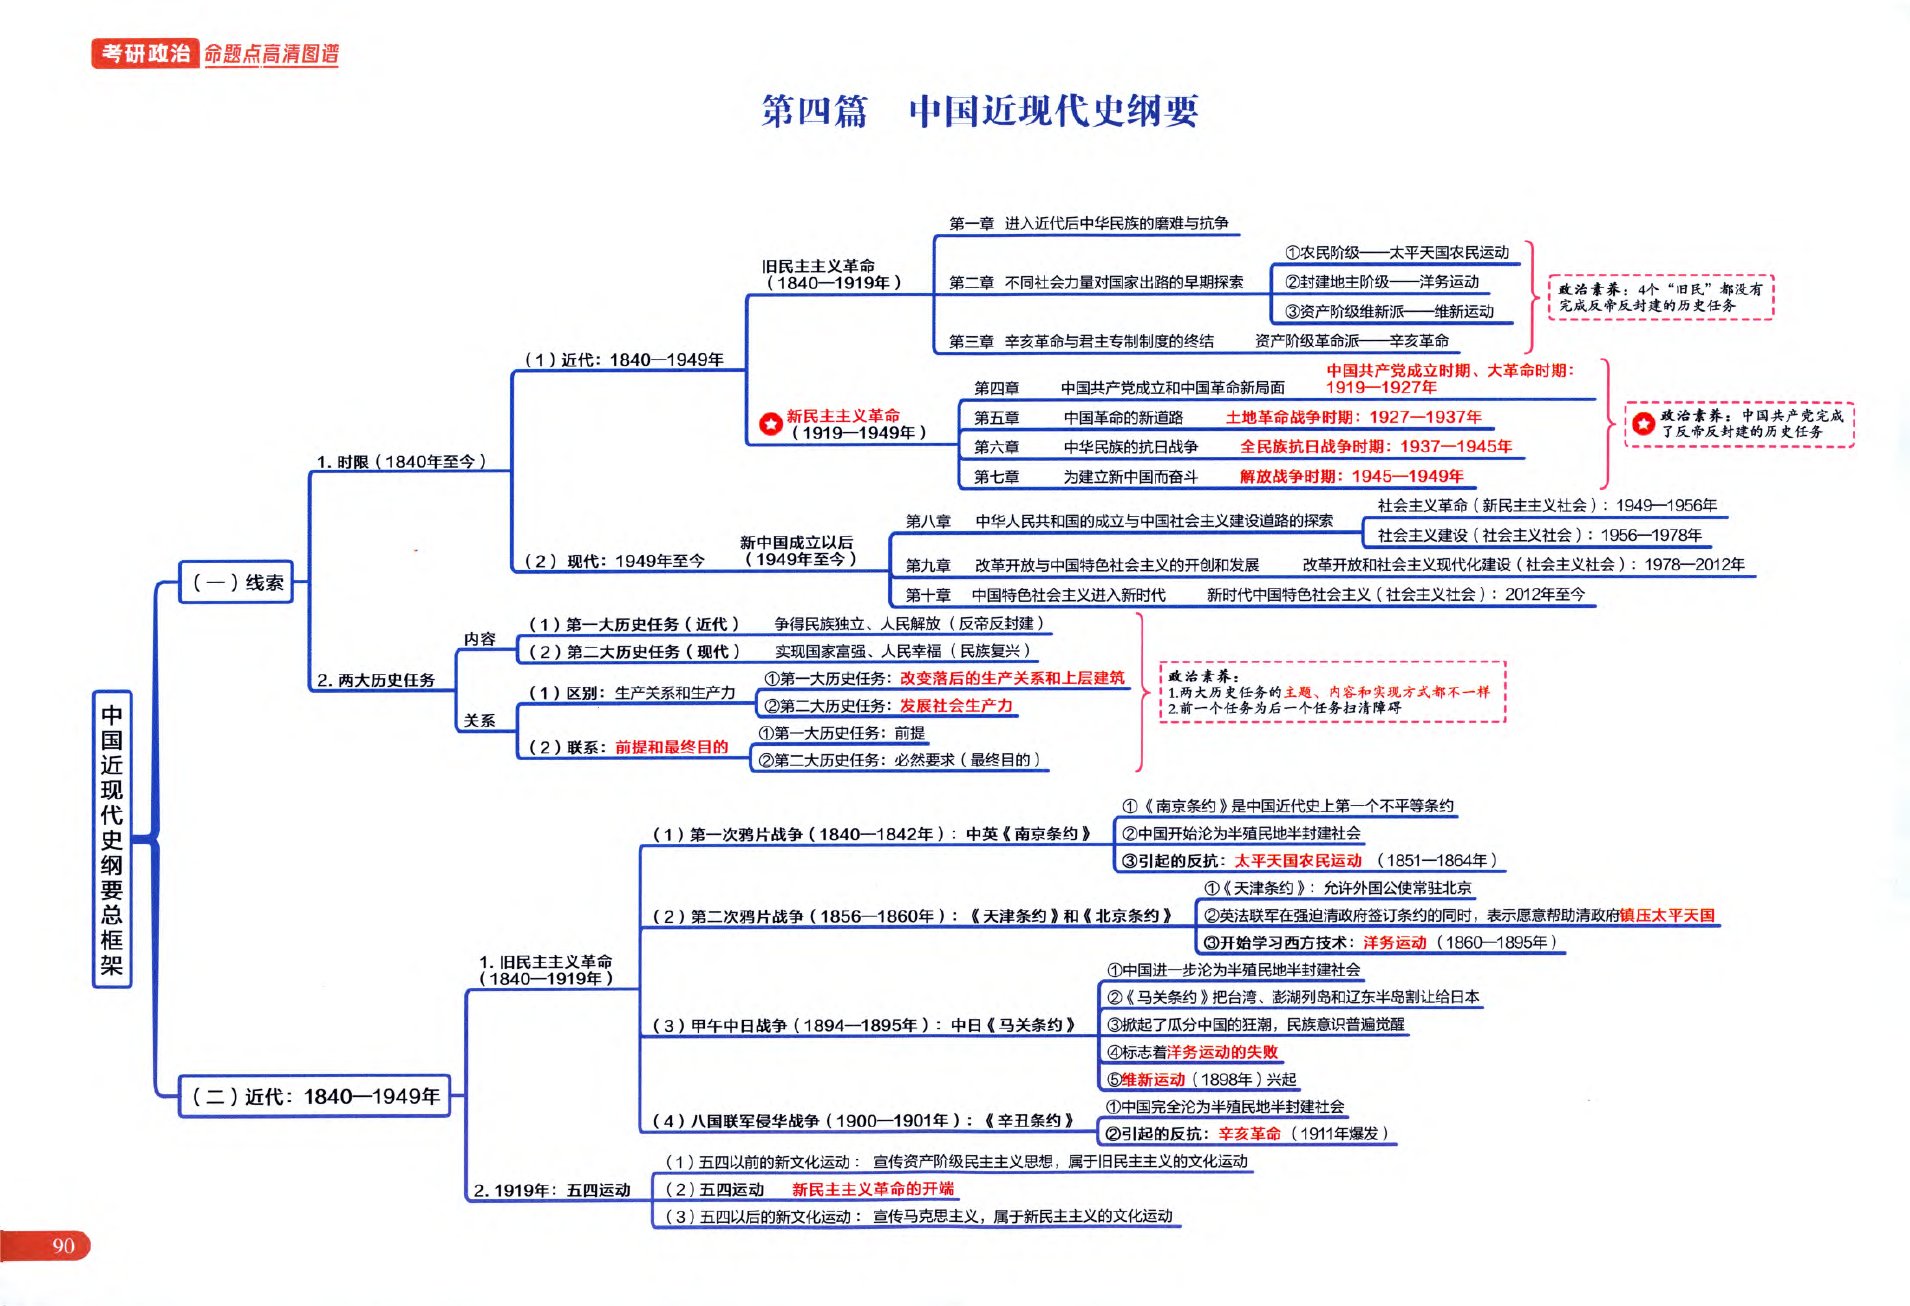 考研政治 命题点高清图谱
第四篇 中国近现代史纲要
中国近现代史纲要总框架
(一)线索
1. 时限(1840年至今)
(1)近代:1840—1949年
旧民主主义革命
(1840—1919年)
第一章 进入近代后中华民族的磨难与抗争
第二章 不同社会力量对国家出路的早期探索
①农民阶级——太平天国农民运动
②封建地主阶级——洋务运动
③资产阶级维新派——维新运动
第三章 辛亥革命与君主专制制度的终结 资产阶级革命派——辛亥革命
政治素养:4个“旧民”都没有
完成反帝反封建的历史任务
新民主主义革命
(1919—1949年)
第四章 中国共产党成立和中国革命新局面 中国共产党成立时期、大革命时期:
1919—1927年
第五章 中国革命的新道路 土地革命战争时期:1927—1937年
第六章 中华民族的抗日战争 全民族抗日战争时期:1937—1945年
第七章 为建立新中国而奋斗 解放战争时期:1945—1949年
政治素养:中国共产党完成
了反帝反封建的历史任务
(2)现代:1949年至今
新中国成立以后
(1949年至今)
第八章 中华人民共和国的成立与中国社会主义建设道路的探索
社会主义革命(新民主主义社会):1949—1956年
社会主义建设(社会主义社会):1956—1978年
第九章 改革开放与中国特色社会主义的开创和发展 改革开放和社会主义现代化建设(社会主义社会):1978—2012年
第十章 中国特色社会主义进入新时代 新时代中国特色社会主义(社会主义社会):2012年至今
2. 两大历史任务
内容
(1)第一大历史任务(近代) 争得民族独立、人民解放(反帝反封建)
(2)第二大历史任务(现代) 实现国家富强、人民幸福(民族复兴)
关系
(1)区别:生产关系和生产力
①第一大历史任务:改变落后的生产关系和上层建筑
②第二大历史任务:发展社会生产力
(2)联系:前提和最终目的
①第一大历史任务:前提
②第二大历史任务:必然要求(最终目的)
政治素养:
1.两大历史任务的主题、内容和实现方式都不一样
2.前一个任务为后一个任务扫清障碍
(二)近代:1840—1949年
1. 旧民主主义革命
(1840—1919年)
(1)第一次鸦片战争(1840—1842年):中英《南京条约》
①《南京条约》是中国近代史上第一个不平等条约
②中国开始沦为半殖民地半封建社会
③引起的反抗:太平天国农民运动 (1851—1864年)
(2)第二次鸦片战争(1856—1860年):《天津条约》和《北京条约》
①《天津条约》:允许外国公使常驻北京
②英法联军在强迫清政府签订条约的同时,表示愿意帮助清政府镇压太平天国
③开始学习西方技术:洋务运动(1860—1895年)
(3)甲午中日战争(1894—1895年):中日《马关条约》
①中国进一步沦为半殖民地半封建社会
②《马关条约》把台湾、澎湖列岛和辽东半岛割让给日本
③掀起了瓜分中国的狂潮,民族意识普遍觉醒
④标志着洋务运动的失败
⑤维新运动(1898年)兴起
(4)八国联军侵华战争(1900—1901年):《辛丑条约》
①中国完全沦为半殖民地半封建社会
②引起的反抗:辛亥革命(1911年爆发)
2. 1919年:五四运动
(1)五四以前的新文化运动: 宣传资产阶级民主主义思想,属于旧民主主义的文化运动
(2)五四运动 新民主主义革命的开端
(3)五四以后的新文化运动: 宣传马克思主义,属于新民主主义的文化运动
90